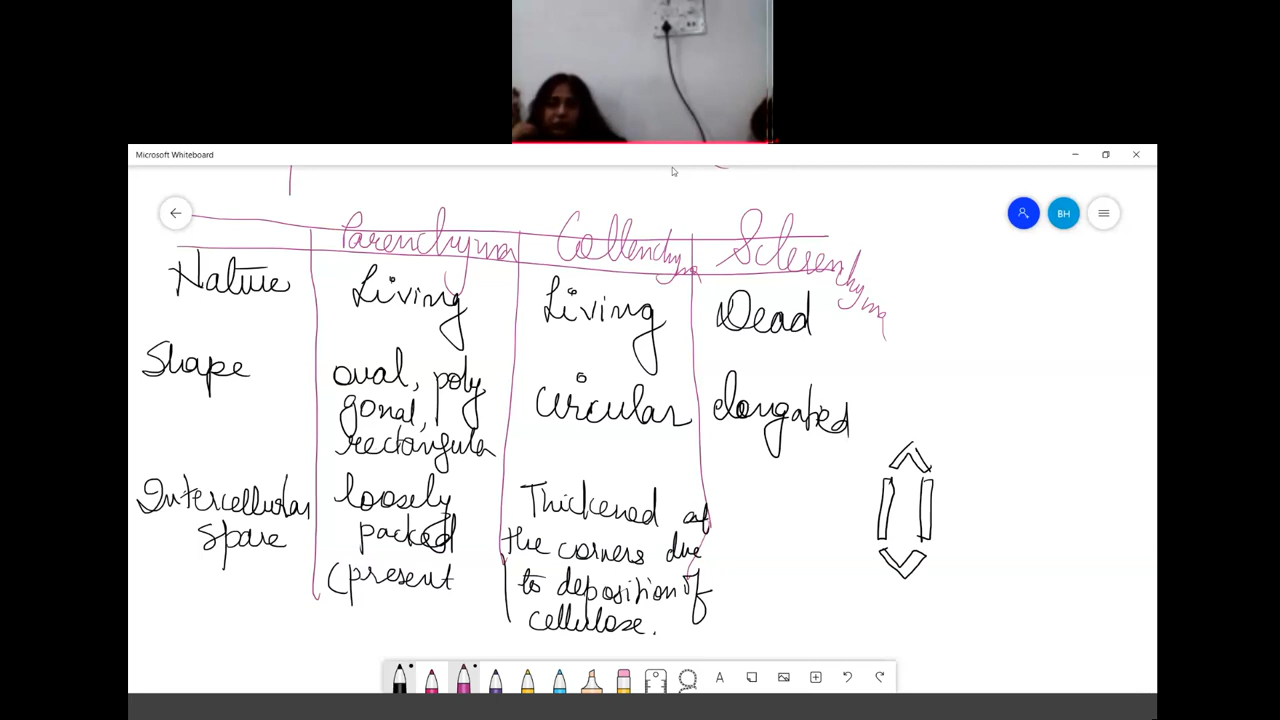 Microsoft Whiteboard
BH
Parenchyma Collenchyma Sclerenchyma
Nature Living Living Dead
Shape oval, poly circular elongated
gonal,
rectangular
Intercellular loosely Thickened at
space packed the corners due
(present to deposition of
cellulose.
A